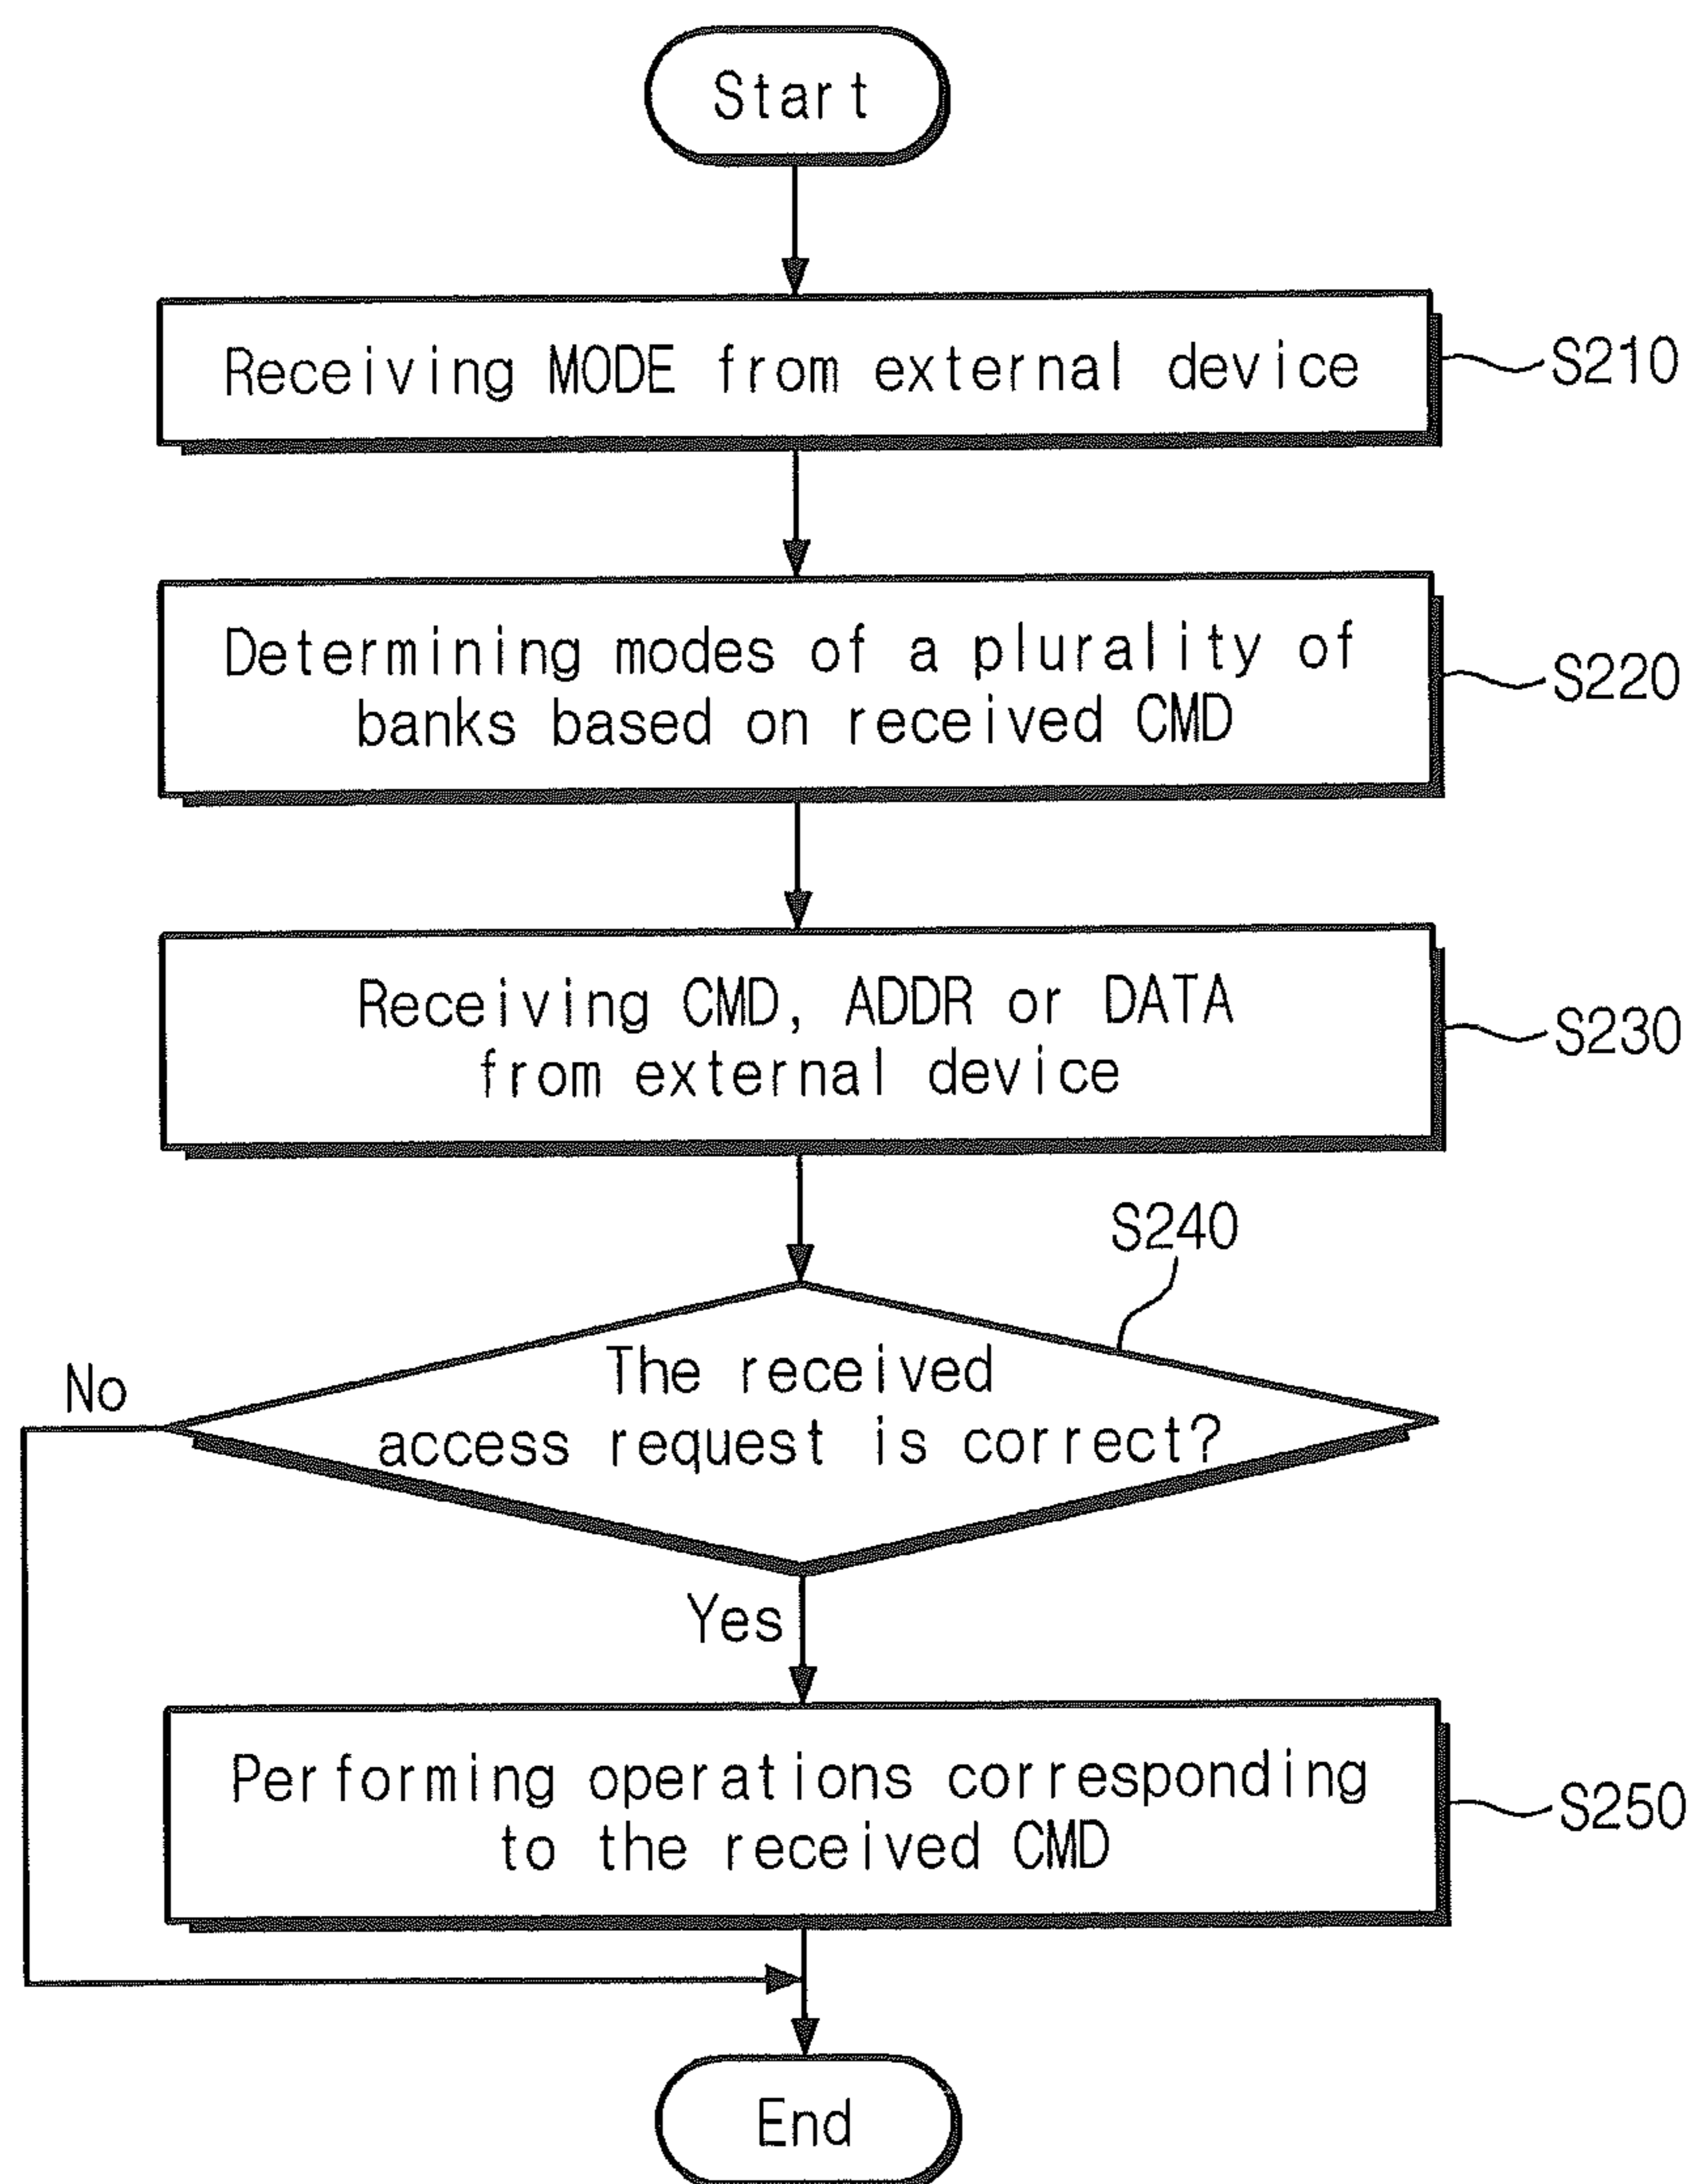 Start
Receiving MODE from external device
S210
Determining modes of a plurality of
banks based on received CMD
S220
Receiving CMD, ADDR or DATA
from external device
S230
S240
The received
access request is correct?
No
Yes
Performing operations corresponding
to the received CMD
S250
End